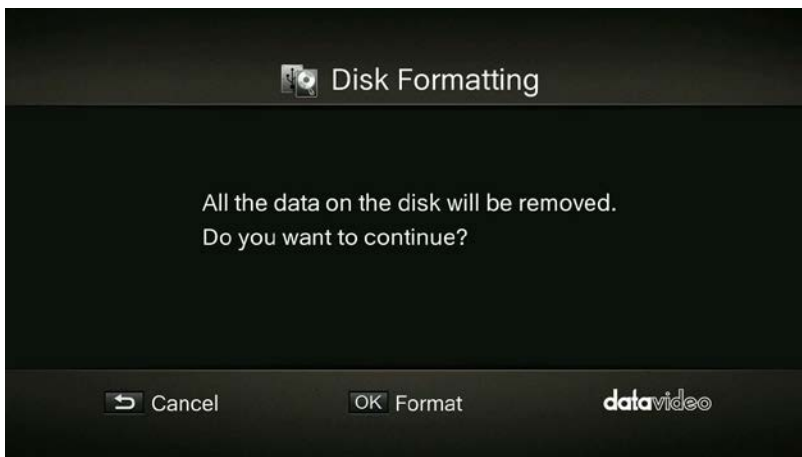 Disk Formatting
All the data on the disk will be removed.
Do you want to continue?
Cancel OK Format datavideo